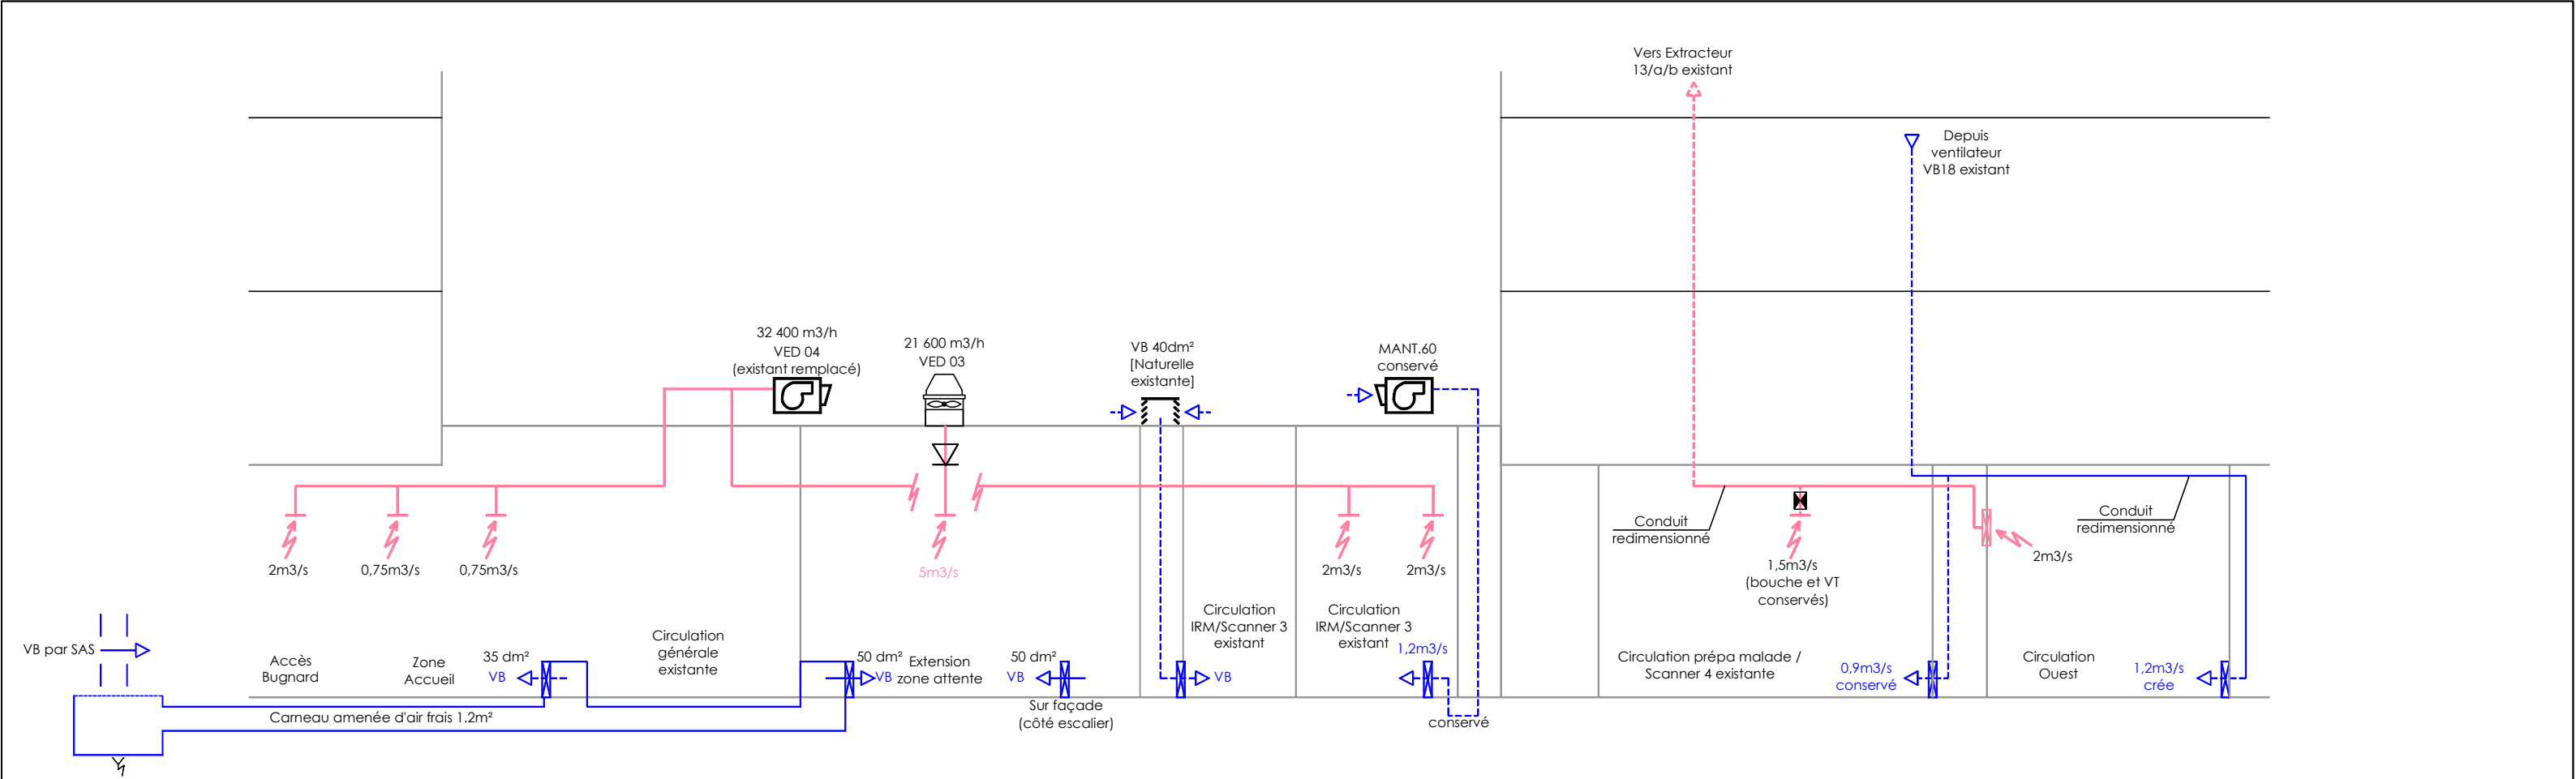 Vers Extracteur
13/a/b existant
Depuis
ventilateur
VB18 existant
32 400 m3/h
VED 04
(existant remplacé)
21 600 m3/h
VED 03
VB 40dm²
[Naturelle
existante]
MANT.60
conservé
2m3/s
0,75m3/s
0,75m3/s
5m3/s
2m3/s
2m3/s
Conduit
redimensionné
1,5m3/s
(bouche et VT
conservés)
2m3/s
Conduit
redimensionné
VB par SAS
Accès
Bugnard
Zone
Accueil
35 dm²
VB
Circulation
générale
existante
50 dm²
VB
Extension
zone attente
50 dm²
VB
Sur façade
(côté escalier)
VB
Circulation
IRM/Scanner 3
existant
Circulation
IRM/Scanner 3
existant
1,2m3/s
conservé
Circulation prépa malade /
Scanner 4 existante
0,9m3/s
conservé
Circulation
Ouest
1,2m3/s
crée
Carneau amenée d'air frais 1.2m²